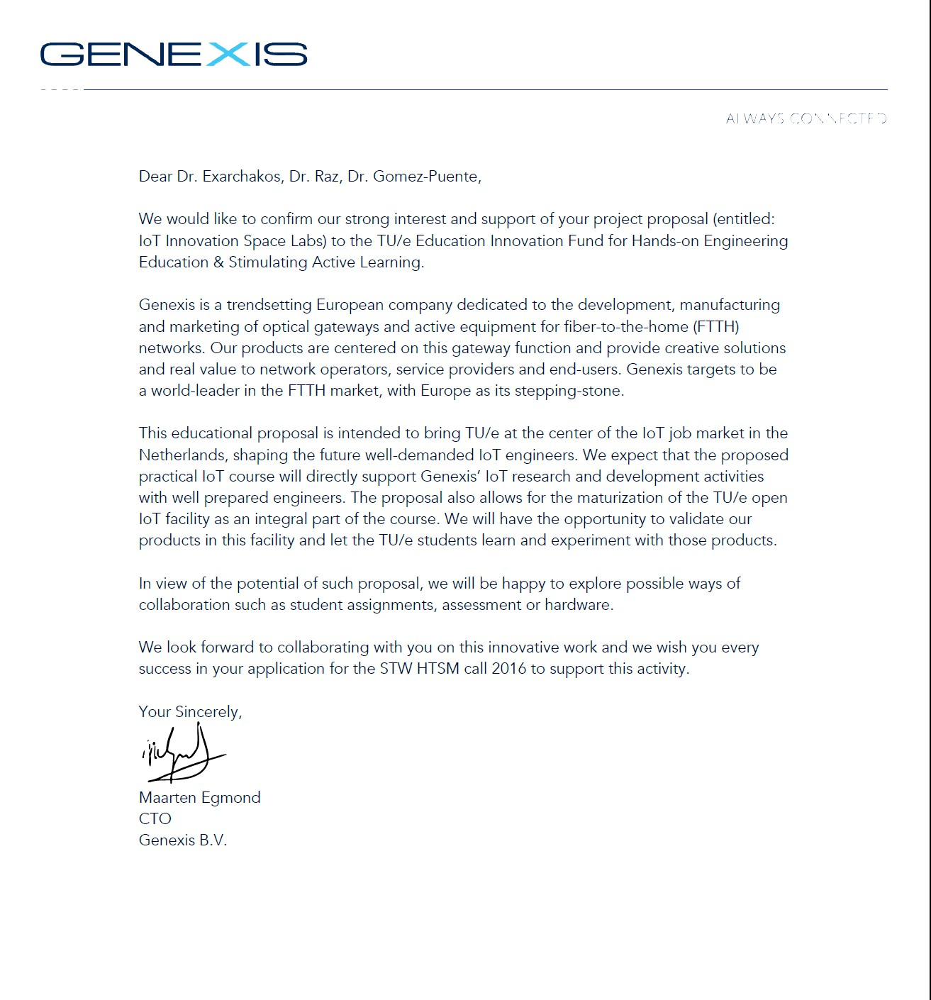 GENEXIS
ALWAYS CONNECTED
Dear Dr. Exarchakos, Dr. Raz, Dr. Gomez-Puente,
We would like to confirm our strong interest and support of your project proposal (entitled:
IoT Innovation Space Labs) to the TU/e Education Innovation Fund for Hands-on Engineering
Education & Stimulating Active Learning.
Genexis is a trendsetting European company dedicated to the development, manufacturing
and marketing of optical gateways and active equipment for fiber-to-the-home (FTTH)
networks. Our products are centered on this gateway function and provide creative solutions
and real value to network operators, service providers and end-users. Genexis targets to be
a world-leader in the FTTH market, with Europe as its stepping-stone.
This educational proposal is intended to bring TU/e at the center of the IoT job market in the
Netherlands, shaping the future well-demanded IoT engineers. We expect that the proposed
practical IoT course will directly support Genexis’ IoT research and development activities
with well prepared engineers. The proposal also allows for the maturization of the TU/e open
IoT facility as an integral part of the course. We will have the opportunity to validate our
products in this facility and let the TU/e students learn and experiment with those products.
In view of the potential of such proposal, we will be happy to explore possible ways of
collaboration such as student assignments, assessment or hardware.
We look forward to collaborating with you on this innovative work and we wish you every
success in your application for the STW HTSM call 2016 to support this activity.
Your Sincerely,
Maarten Egmond
CTO
Genexis B.V.